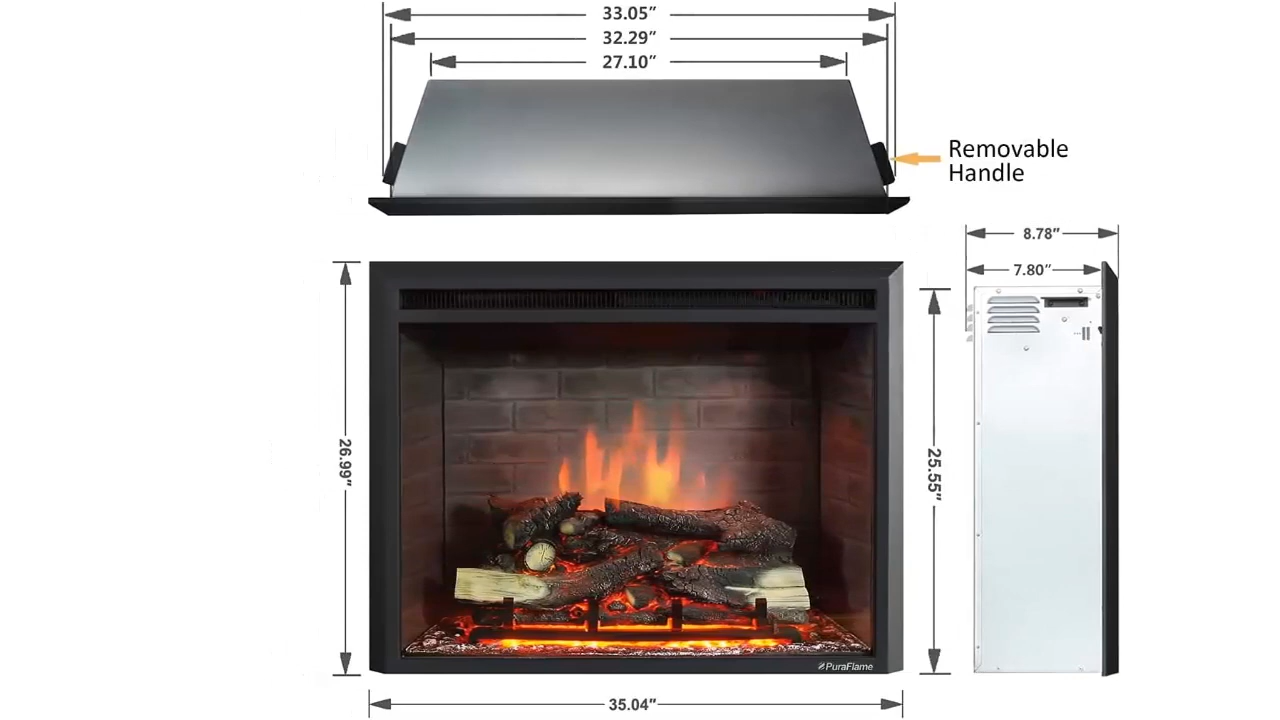 33.05″
32.29″
27.10″
Removable
Handle
8.78″
7.80″
26.99″
25.55″
PuraFlame
35.04″